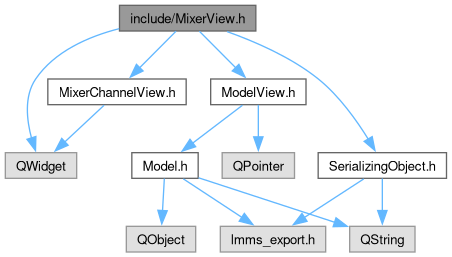 include/MixerView.h
MixerChannelView.h
ModelView.h
QWidget
Model.h
QPointer
SerializingObject.h
QObject
lmms_export.h
QString